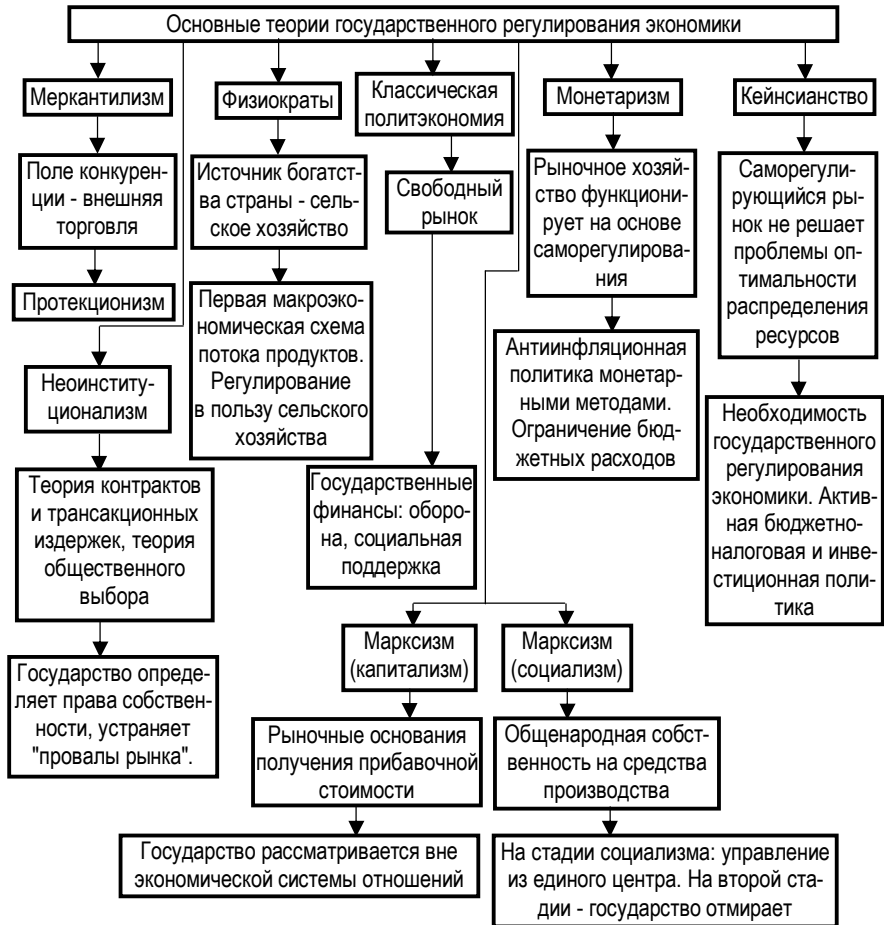 Основные теории государственного регулирования экономики
Меркантилизм
Физиократы
Классическая
политэкономия
Монетаризм
Кейнсианство
Поле конкурен-
ции - внешняя
торговля
Источник богатст-
ва страны - сель-
ское хозяйство
Свободный
рынок
Рыночное хозяй-
ство функциони-
рует на основе
саморегулирова-
ния
Саморегули-
рующийся ры-
нок не решает
проблемы оп-
тимальности
распределения
ресурсов
Протекционизм
Первая макроэко-
номическая схема
потока продуктов.
Регулирование
в пользу сельского
хозяйства
Антиинфляционная
политика монетар-
ными методами.
Ограничение бюд-
жетных расходов
Неоинститу-
ционализм
Необходимость
государственного
регулирования
экономики. Актив-
ная бюджетно-
налоговая и инве-
стиционная поли-
тика
Теория контрактов
и трансакционных
издержек, теория
общественного
выбора
Государственные
финансы: оборо-
на, социальная
поддержка
Марксизм
(капитализм)
Марксизм
(социализм)
Государство опреде-
ляет права собствен-
ности, устраняет
"провалы рынка".
Рыночные основания
получения прибавочной
стоимости
Общенародная собст-
венность на средства
производства
Государство рассматривается вне
экономической системы отношений
На стадии социализма: управление
из единого центра. На второй ста-
дии - государство отмирает